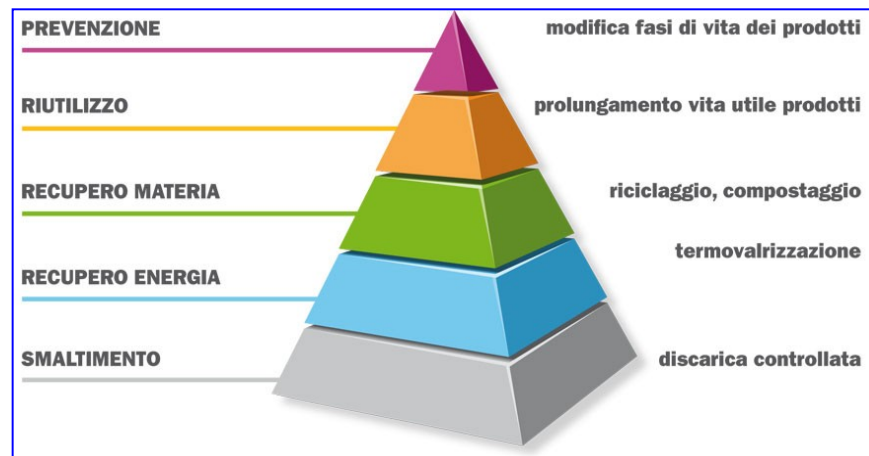 PREVENZIONE
modifica fasi di vita dei prodotti
RIUTILIZZO
prolungamento vita utile prodotti
RECUPERO MATERIA
riciclaggio, compostaggio
termovalrizzazione
RECUPERO ENERGIA
SMALTIMENTO
discarica controllata